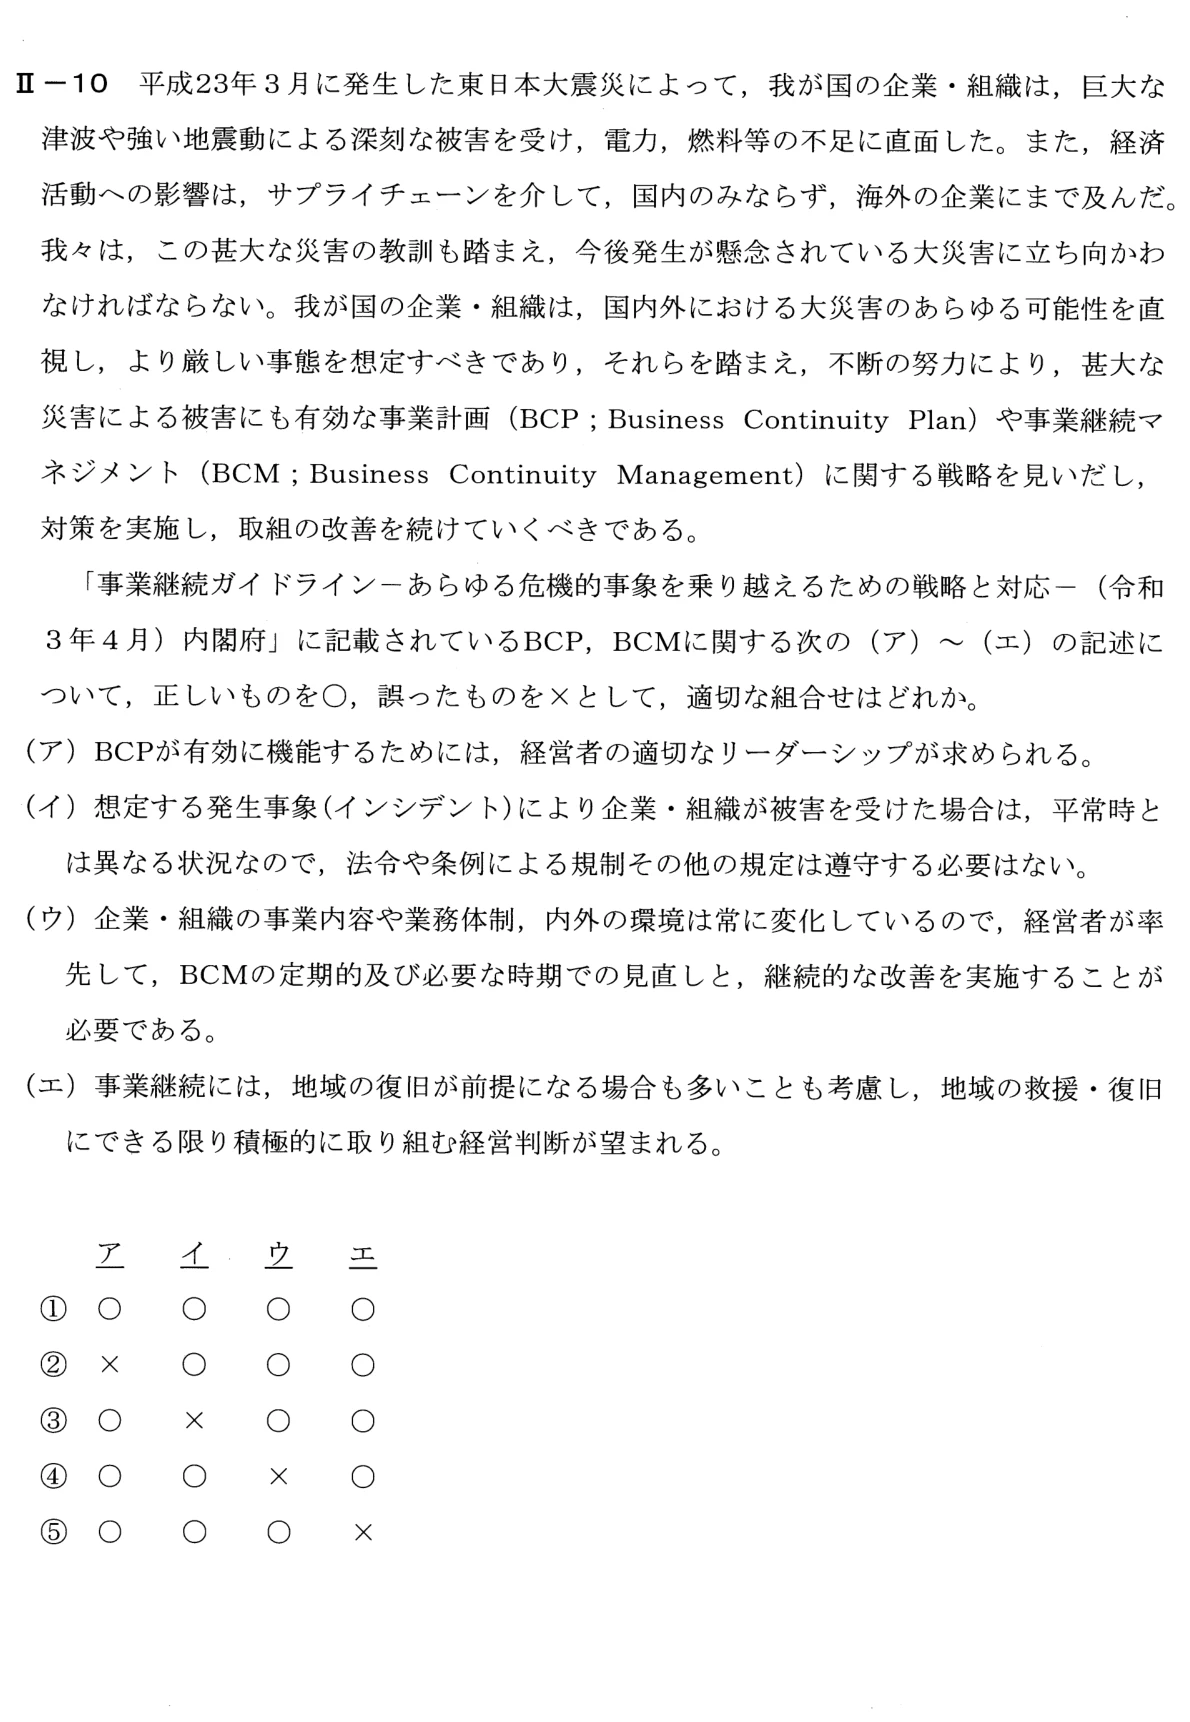 Ⅱ－10　平成23年３月に発生した東日本大震災によって，我が国の企業・組織は，巨大な
津波や強い地震動による深刻な被害を受け，電力，燃料等の不足に直面した。また，経済
活動への影響は，サプライチェーンを介して，国内のみならず，海外の企業にまで及んだ。
我々は，この甚大な災害の教訓も踏まえ，今後発生が懸念されている大災害に立ち向かわ
なければならない。我が国の企業・組織は，国内外における大災害のあらゆる可能性を直
視し，より厳しい事態を想定すべきであり，それらを踏まえ，不断の努力により，甚大な
災害による被害にも有効な事業計画（BCP；Business Continuity Plan）や事業継続マ
ネジメント（BCM；Business Continuity Management）に関する戦略を見いだし，
対策を実施し，取組の改善を続けていくべきである。
「事業継続ガイドライン－あらゆる危機的事象を乗り越えるための戦略と対応－（令和
３年４月）内閣府」に記載されているBCP，BCMに関する次の（ア）～（エ）の記述に
ついて，正しいものを○，誤ったものを×として，適切な組合せはどれか。
（ア）BCPが有効に機能するためには，経営者の適切なリーダーシップが求められる。
（イ）想定する発生事象（インシデント）により企業・組織が被害を受けた場合は，平常時と
は異なる状況なので，法令や条例による規制その他の規定は遵守する必要はない。
（ウ）企業・組織の事業内容や業務体制，内外の環境は常に変化しているので，経営者が率
先して，BCMの定期的及び必要な時期での見直しと，継続的な改善を実施することが
必要である。
（エ）事業継続には，地域の復旧が前提になる場合も多いことも考慮し，地域の救援・復旧
にできる限り積極的に取り組む経営判断が望まれる。
ア　イ　ウ　エ
①　○　○　○　○
②　×　○　○　○
③　○　×　○　○
④　○　○　×　○
⑤　○　○　○　×